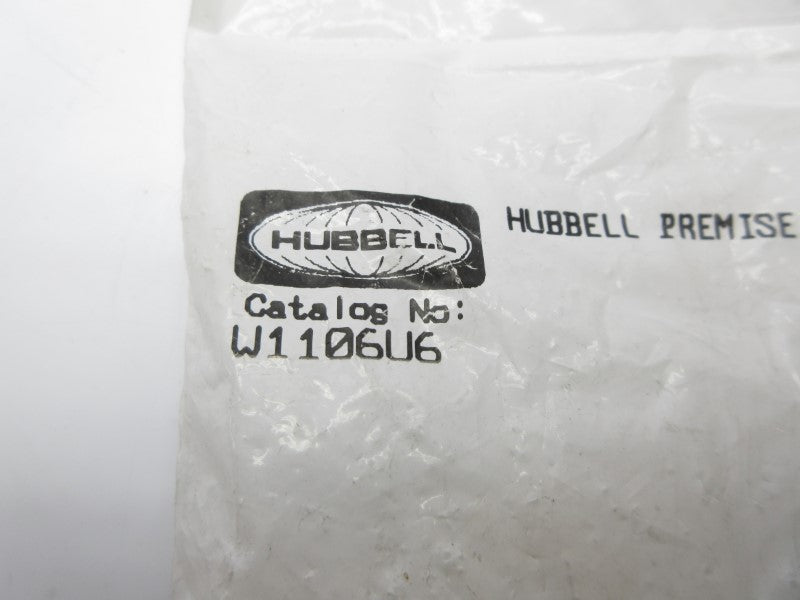 HUBBELL
HUBBELL PREMISE
Catalog No:
W1106U6